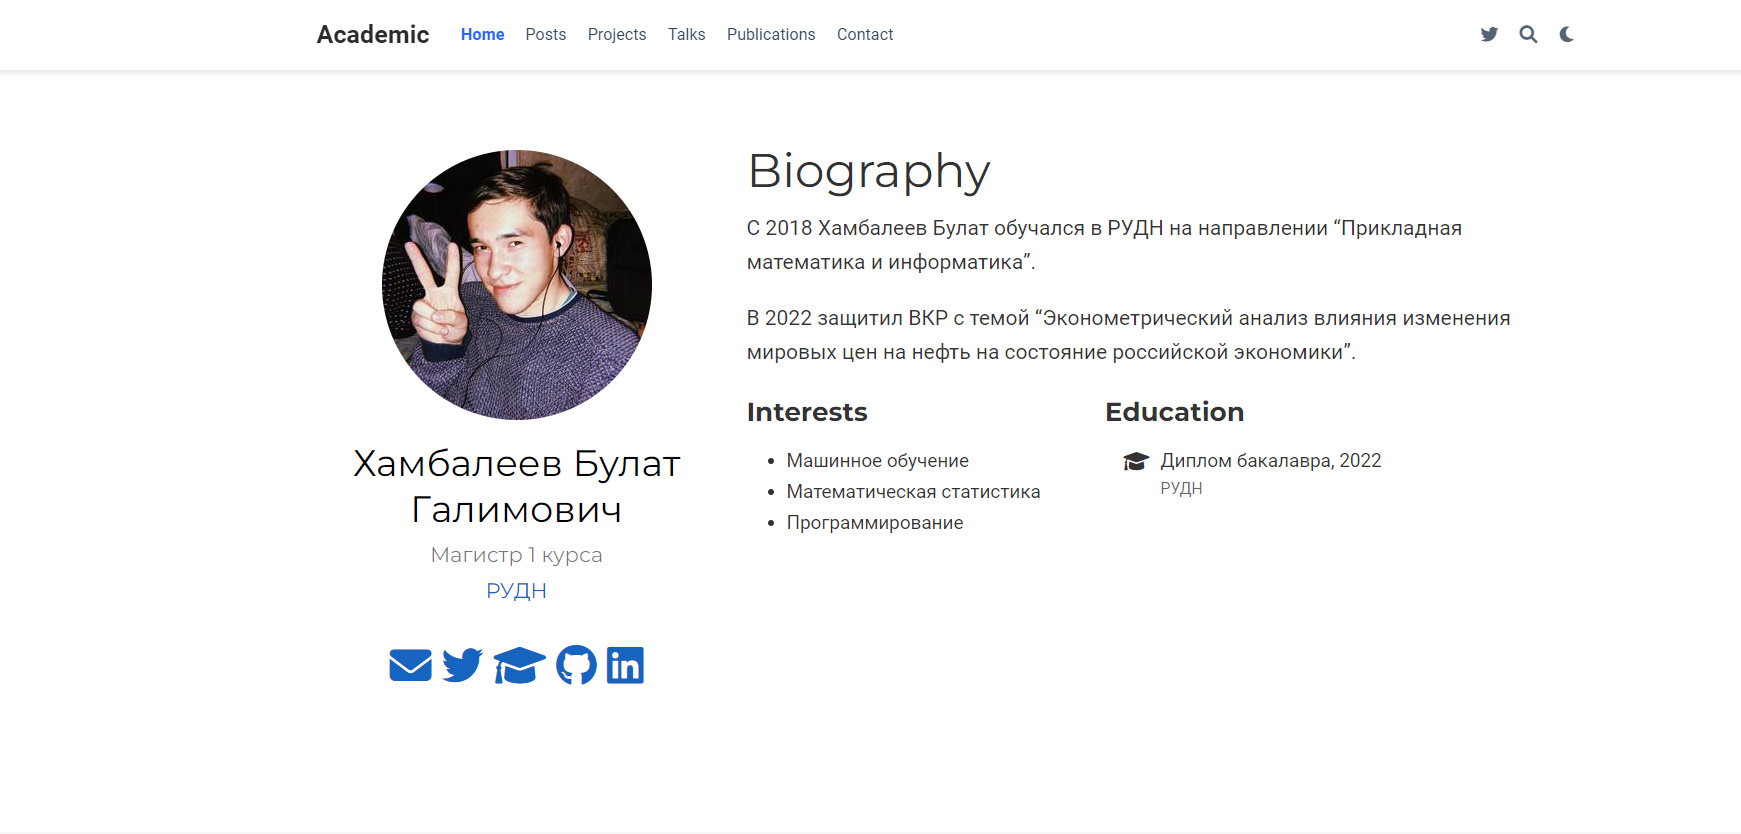 Academic Home Posts Projects Talks Publications Contact
Biography
С 2018 Хамбалеев Булат обучался в РУДН на направлении “Прикладная
математика и информатика”.
В 2022 защитил ВКР с темой “Эконометрический анализ влияния изменения
мировых цен на нефть на состояние российской экономики”.
Interests
Машинное обучение
Математическая статистика
Программирование
Education
Диплом бакалавра, 2022
РУДН
Хамбалеев Булат
Галимович
Магистр 1 курса
РУДН
in